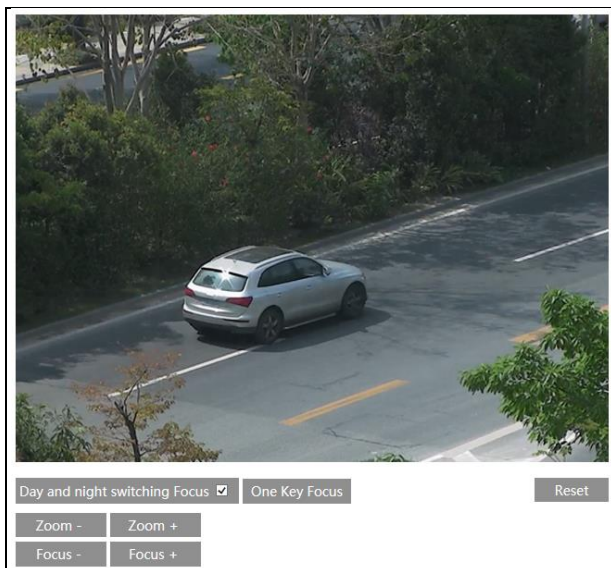 Day and night switching Focus One Key Focus Reset
Zoom - Zoom +
Focus - Focus +